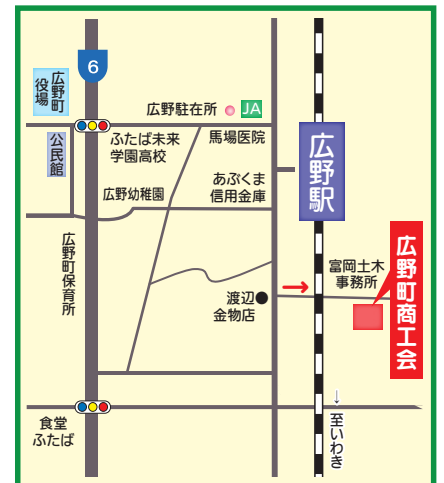 6
広野町
役場
広野駐在所
JA
公民館
ふたば未来
学園高校
馬場医院
広野駅
広野幼稚園
あぶくま
信用金庫
広野町保育所
富岡土木
事務所
広野町商工会
→
渡辺
金物店
食堂
ふたば
↓至いわき